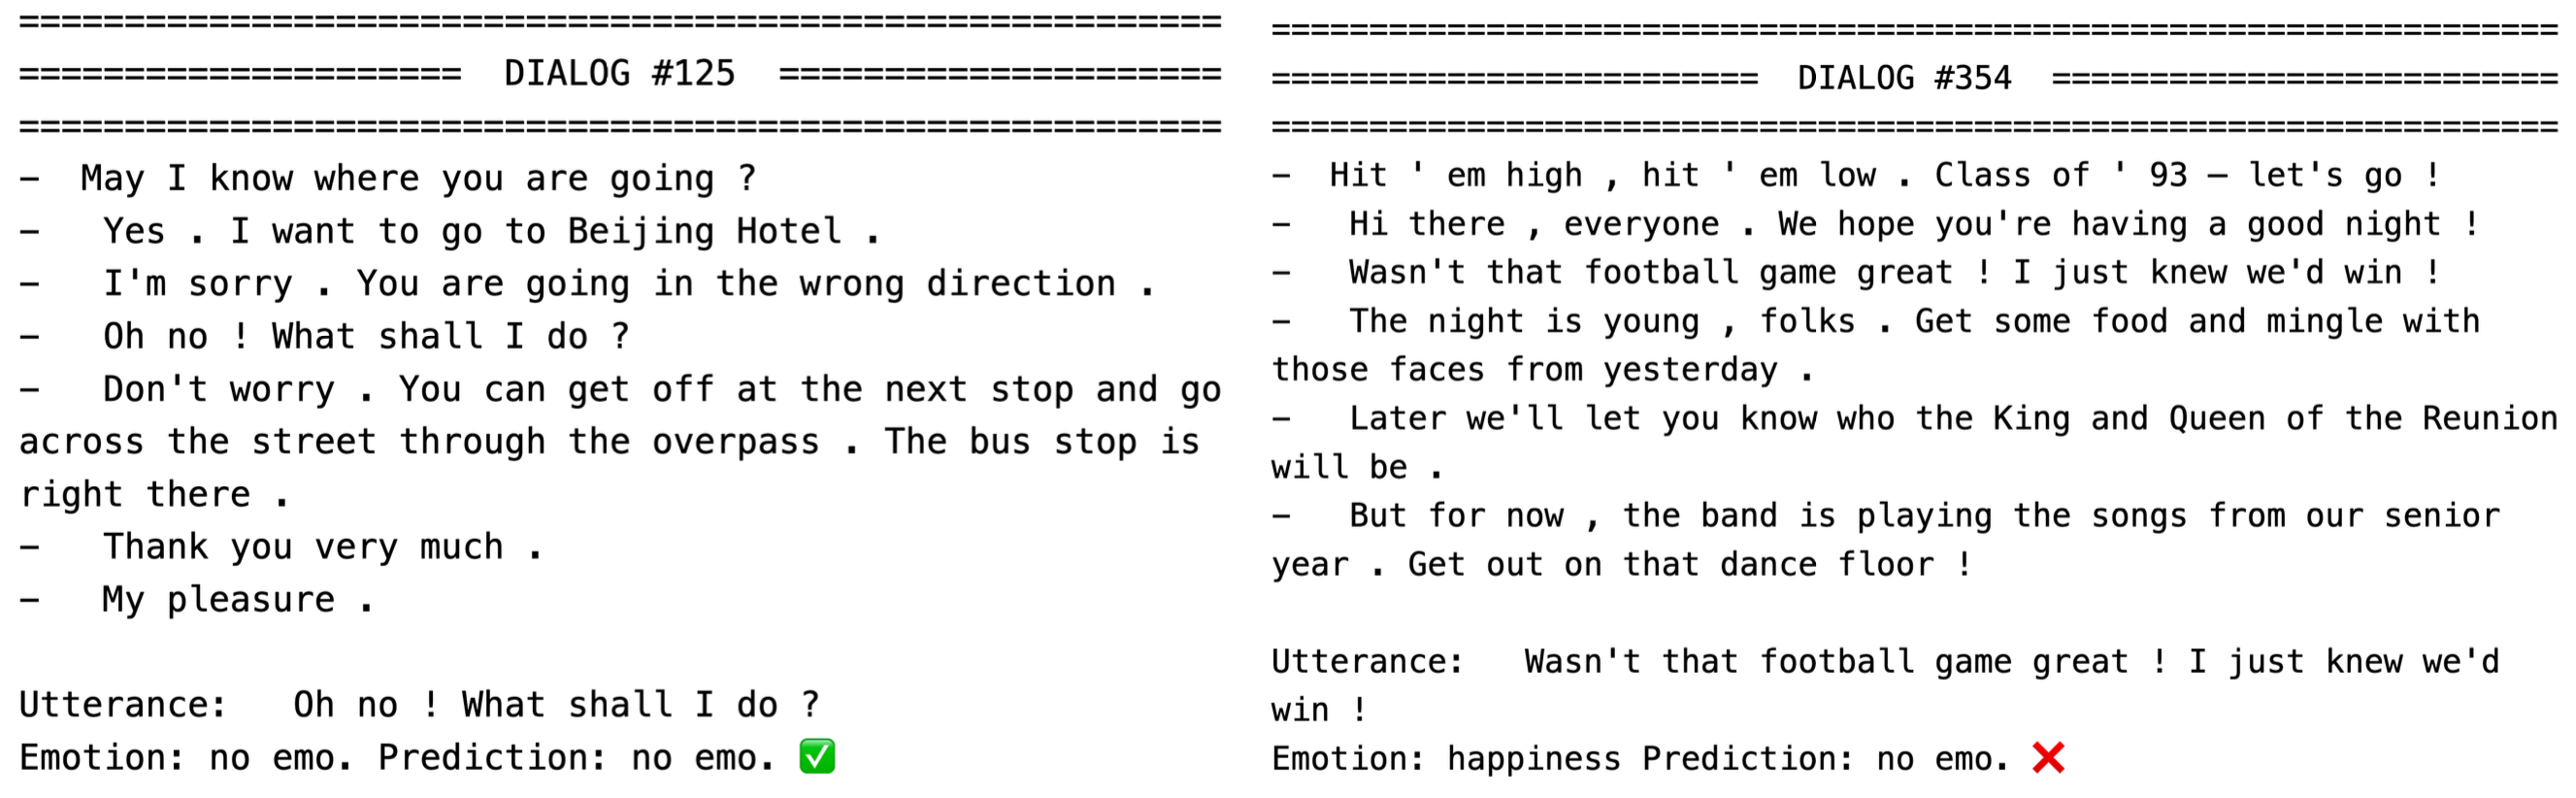 =========================================================
===================== DIALOG #125 =====================
=========================================================
– May I know where you are going ?
– Yes . I want to go to Beijing Hotel .
– I'm sorry . You are going in the wrong direction .
– Oh no ! What shall I do ?
– Don't worry . You can get off at the next stop and go
across the street through the overpass . The bus stop is
right there .
– Thank you very much .
– My pleasure .
Utterance: Oh no ! What shall I do ?
Emotion: no emo. Prediction: no emo. ✅
==================================================================
========================= DIALOG #354 ==========================
==================================================================
– Hit ' em high , hit ' em low . Class of ' 93 — let's go !
– Hi there , everyone . We hope you're having a good night !
– Wasn't that football game great ! I just knew we'd win !
– The night is young , folks . Get some food and mingle with
those faces from yesterday .
– Later we'll let you know who the King and Queen of the Reunion
will be .
– But for now , the band is playing the songs from our senior
year . Get out on that dance floor !
Utterance: Wasn't that football game great ! I just knew we'd
win !
Emotion: happiness Prediction: no emo. ❌